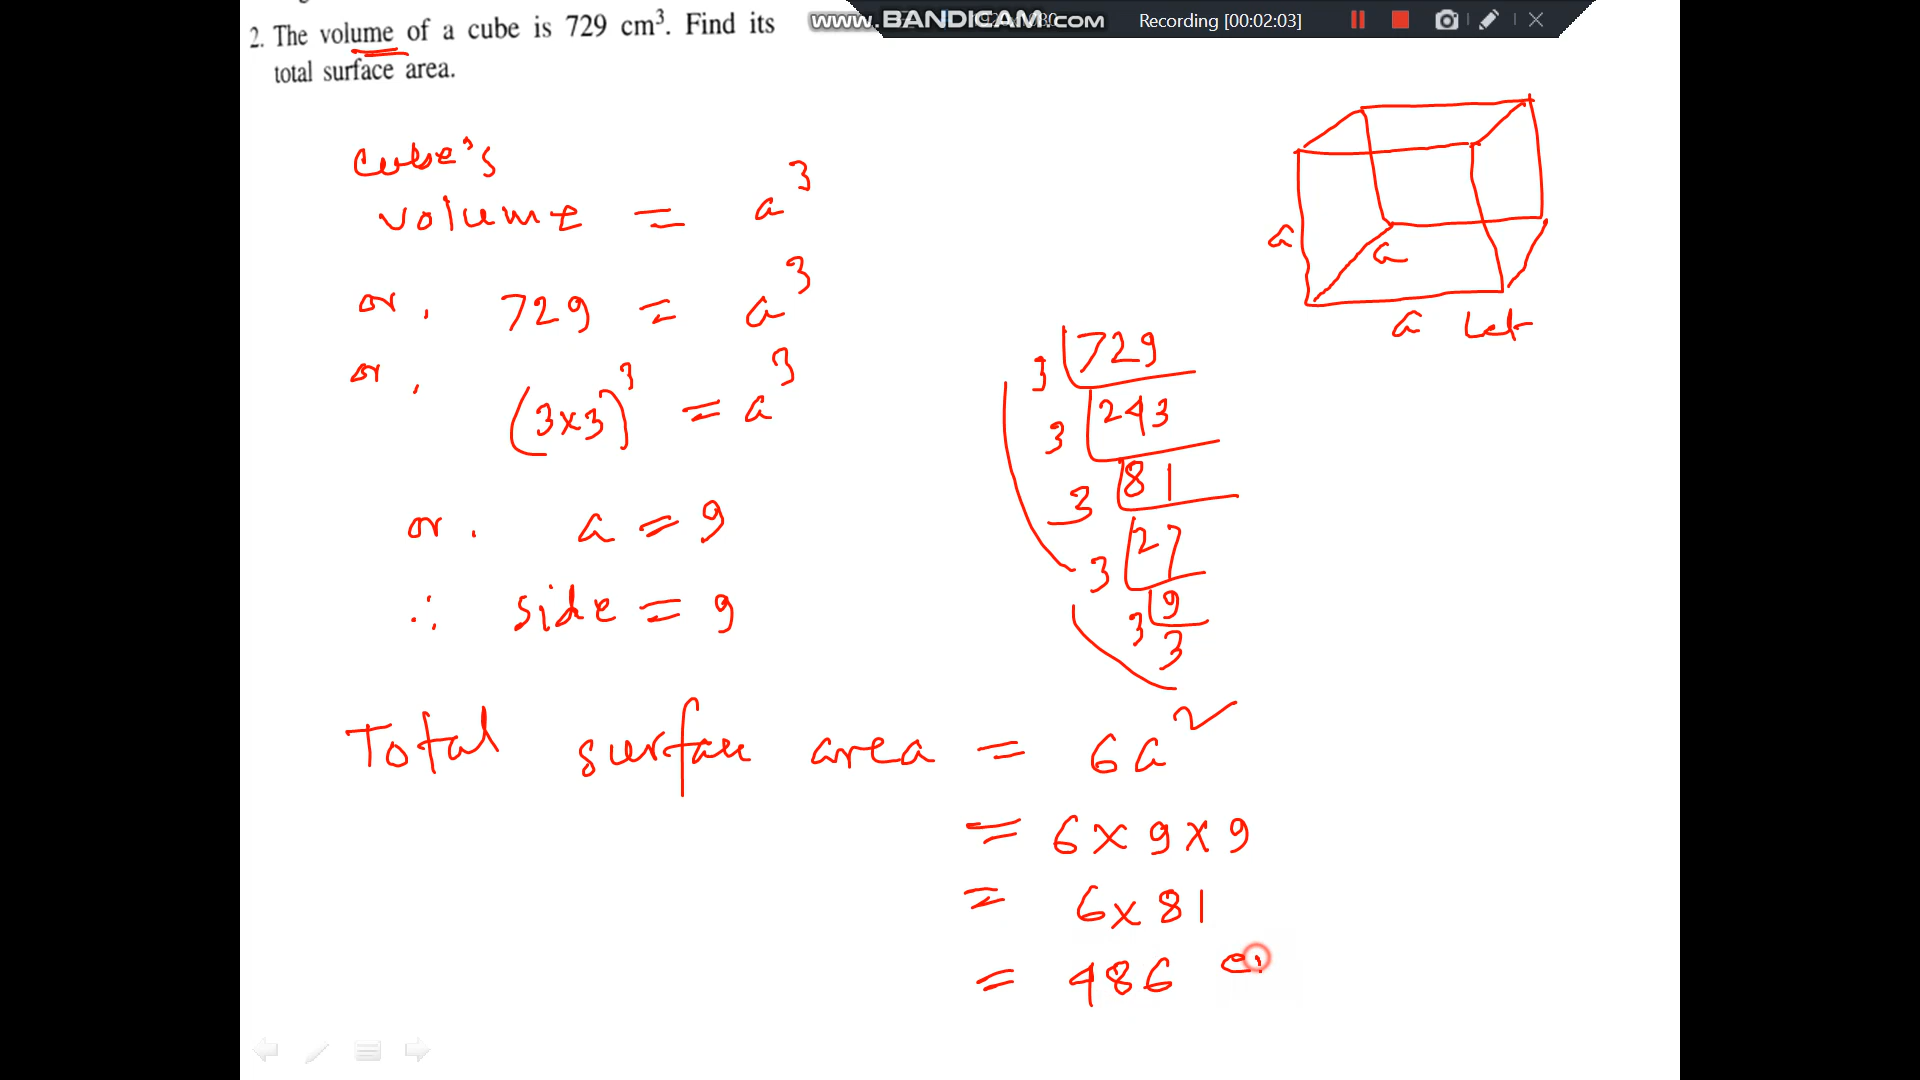 www.BANDICAM.com
Recording [00:02:03]
2. The volume of a cube is 729 cm³. Find its
total surface area.
Cube's
volume = a³
or, 729 = a³
or, (3x3)³ = a³
or. a = 9
∴ side = 9
a
a
a Let
3 729
3 243
3 81
3 27
3 9
3
Total surface area = 6a²
= 6 x 9 x 9
= 6 x 81
= 486